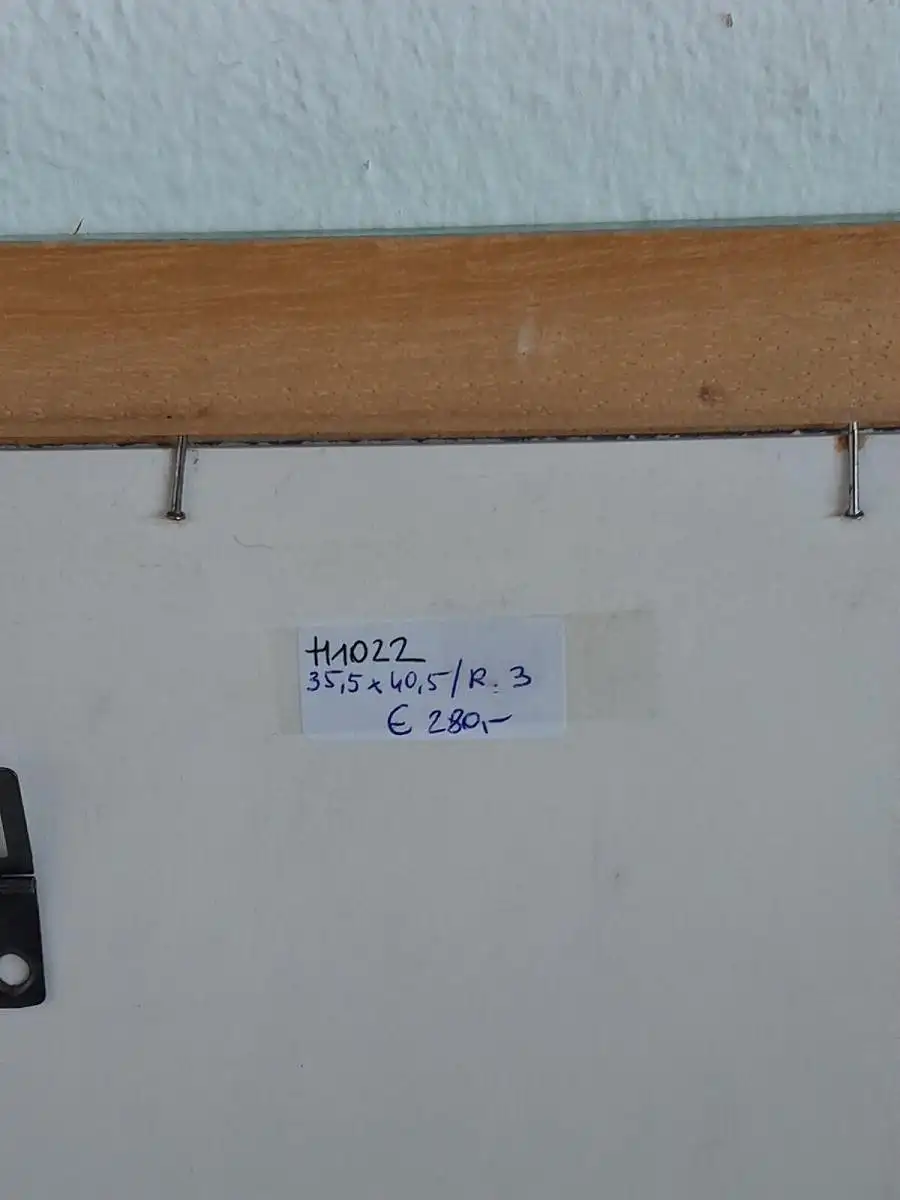 H1022
35,5 x 40,5 / R. 3
€ 280,-